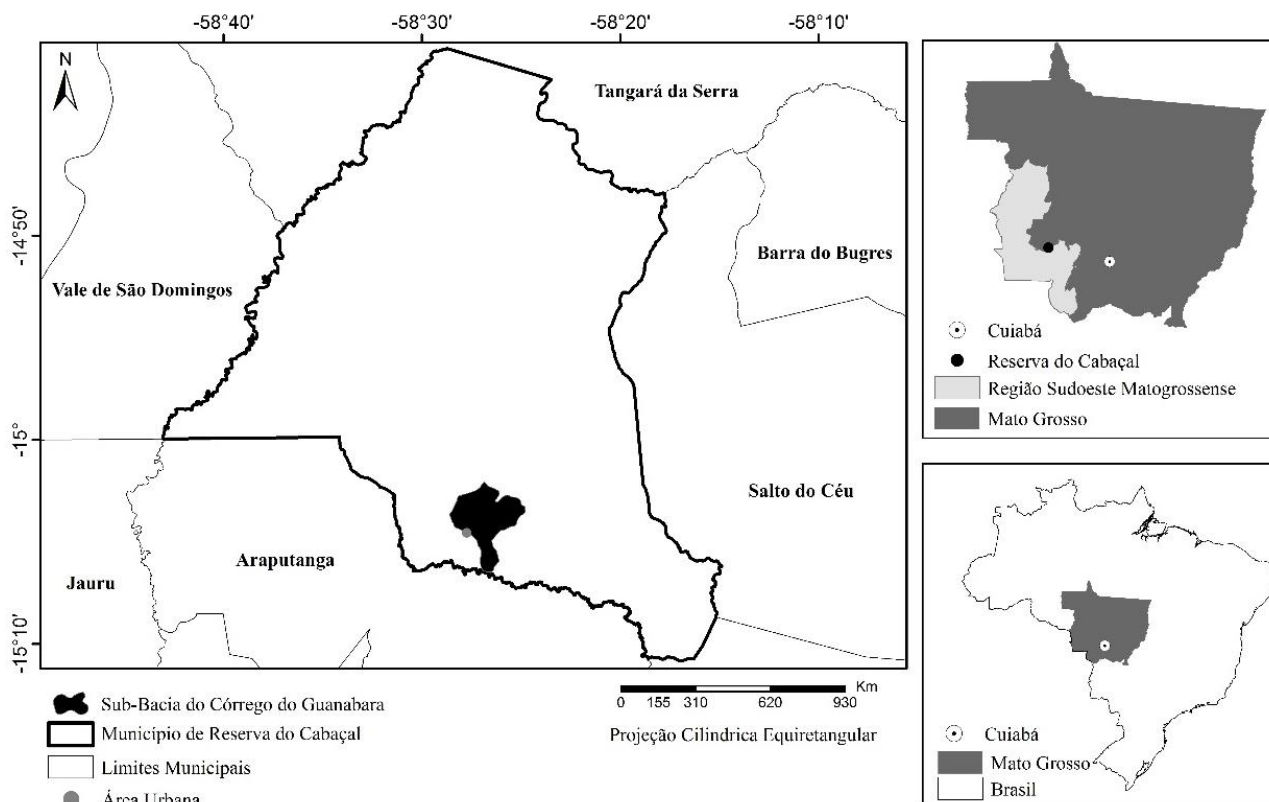 -58°40'
-58°30'
-58°20'
-58°10'
N
Tangará da Serra
-14°50'
Barra do Bugres
Vale de São Domingos
-15°
Salto do Céu
Araputanga
Jauru
-15°10'
Sub-Bacia do Córrego do Guanabara
Município de Reserva do Cabaçal
Limites Municipais
Área Urbana
Km
0 155 310 620 930
Projeção Cilindrica Equiretangular
Cuiabá
Reserva do Cabaçal
Região Sudoeste Matogrossense
Mato Grosso
Cuiabá
Mato Grosso
Brasil